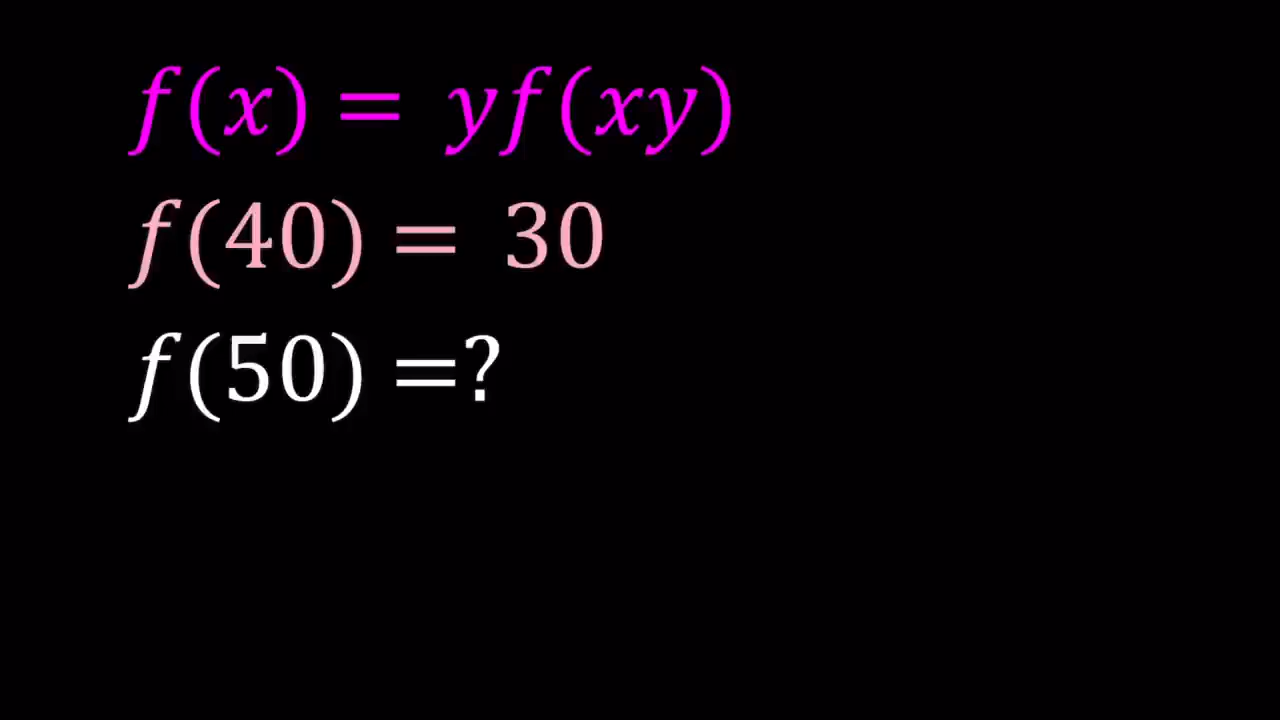 f(x) = yf(xy)
f(40) = 30
f(50) =?